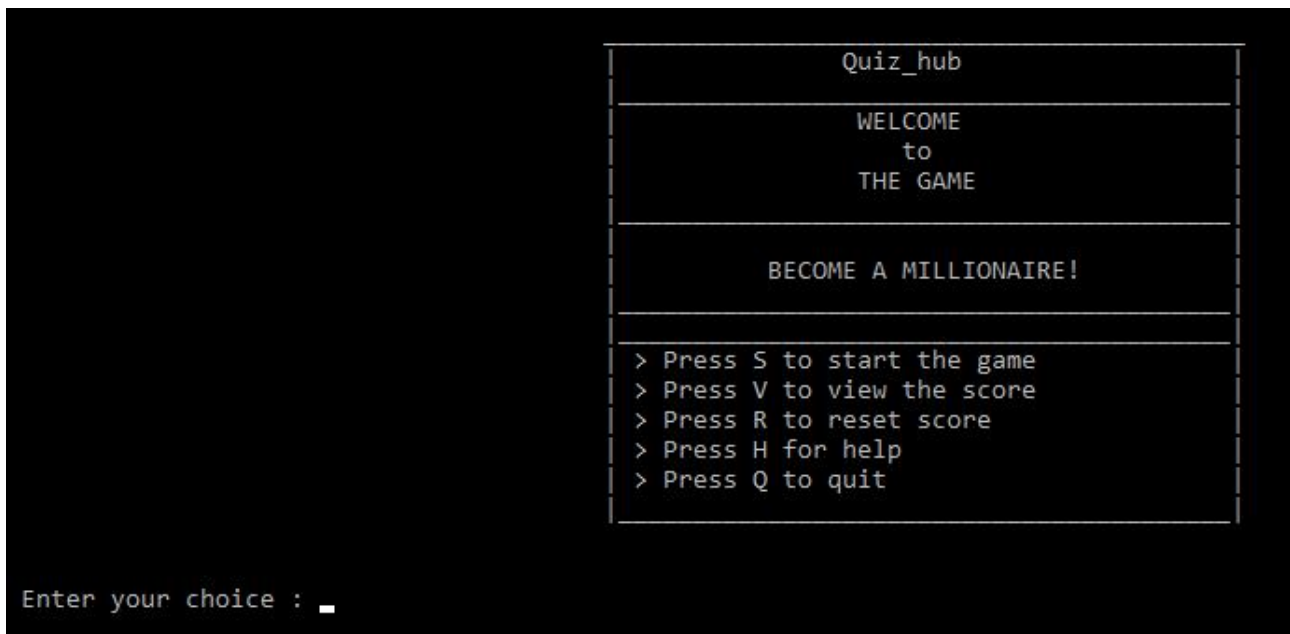 Quiz_hub
WELCOME
to
THE GAME
BECOME A MILLIONAIRE!
> Press S to start the game
> Press V to view the score
> Press R to reset score
> Press H for help
> Press Q to quit
Enter your choice :